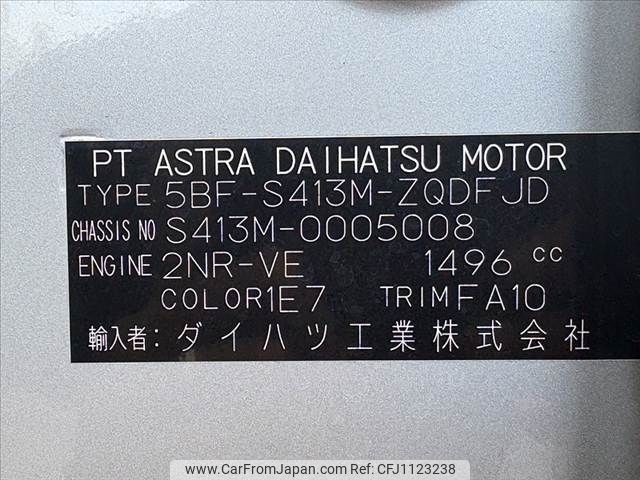 PT ASTRA DAIHATSU MOTOR
TYPE 5BF-S413M-ZQDFJD
CHASSIS NO S413M-0005008
ENGINE 2NR-VE 1496 cc
COLOR 1E7 TRIM FA10
輸入者: ダイハツ工業株式会社
www.CarFromJapan.com | Ref. No: CFJ1123238